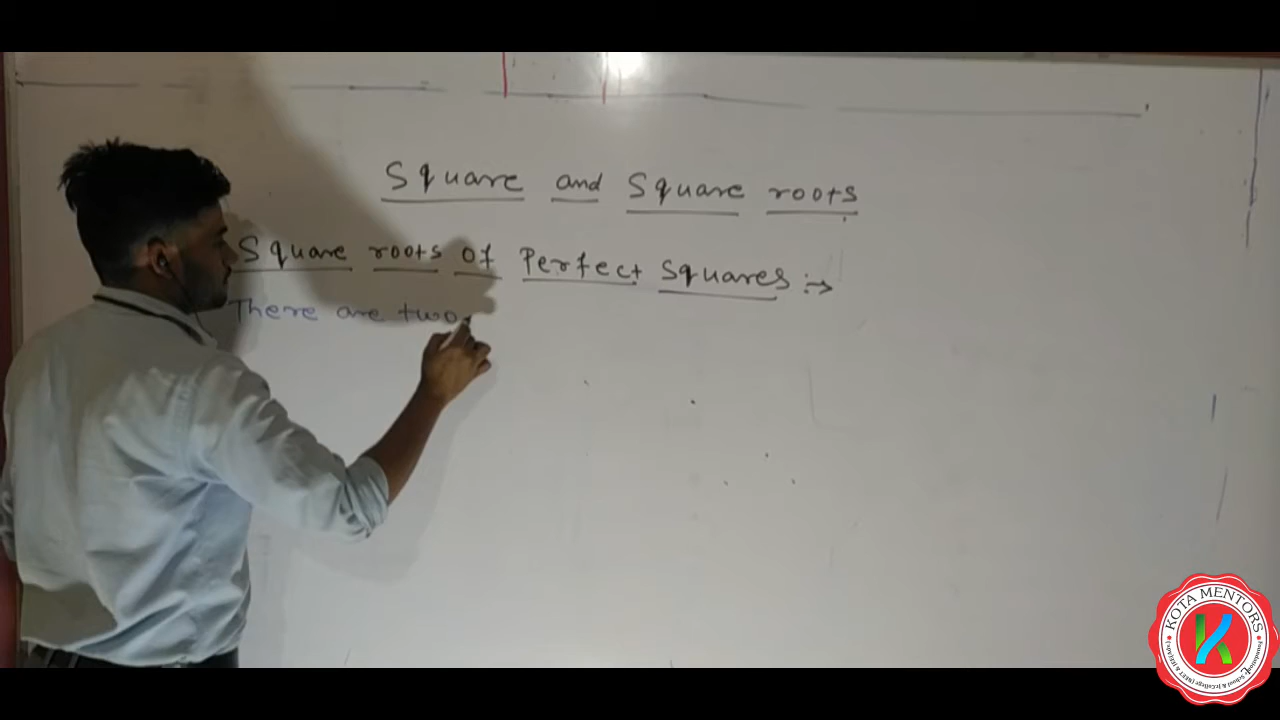 Square and Square roots
Square roots of Perfect Squares :→
There are two
KOTA MENTORS